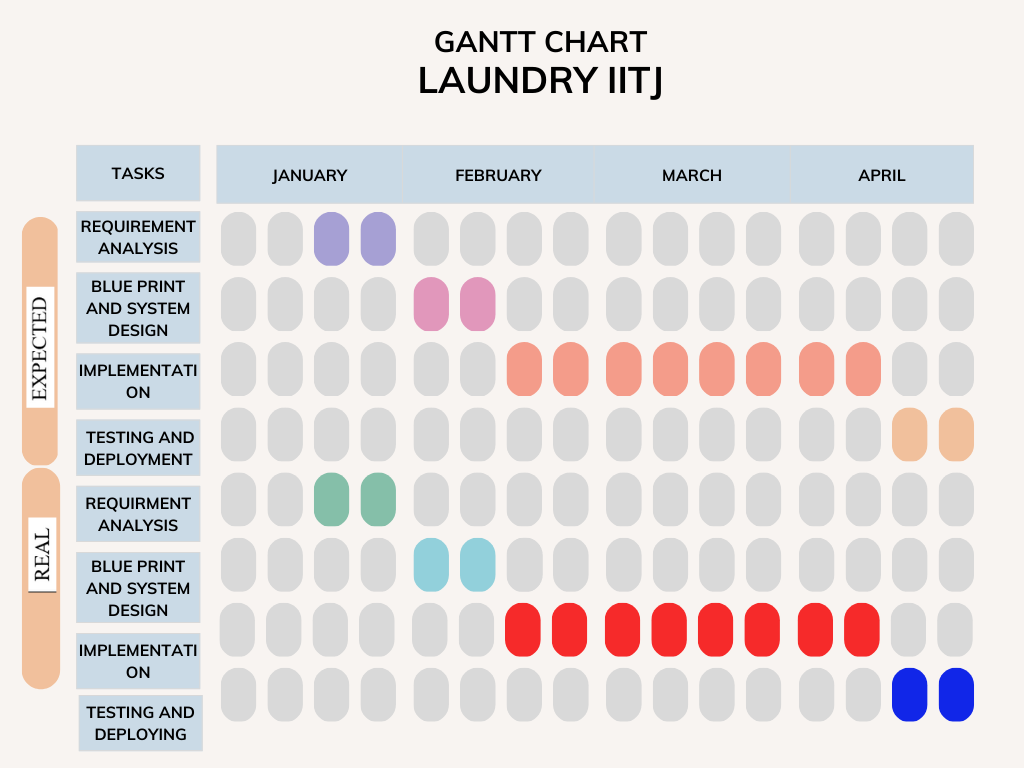 GANTT CHART
LAUNDRY IITJ
TASKS
JANUARY
FEBRUARY
MARCH
APRIL
EXPECTED
REQUIREMENT
ANALYSIS
BLUE PRINT
AND SYSTEM
DESIGN
IMPLEMENTATI
ON
TESTING AND
DEPLOYMENT
REAL
REQUIRMENT
ANALYSIS
BLUE PRINT
AND SYSTEM
DESIGN
IMPLEMENTATI
ON
TESTING AND
DEPLOYING